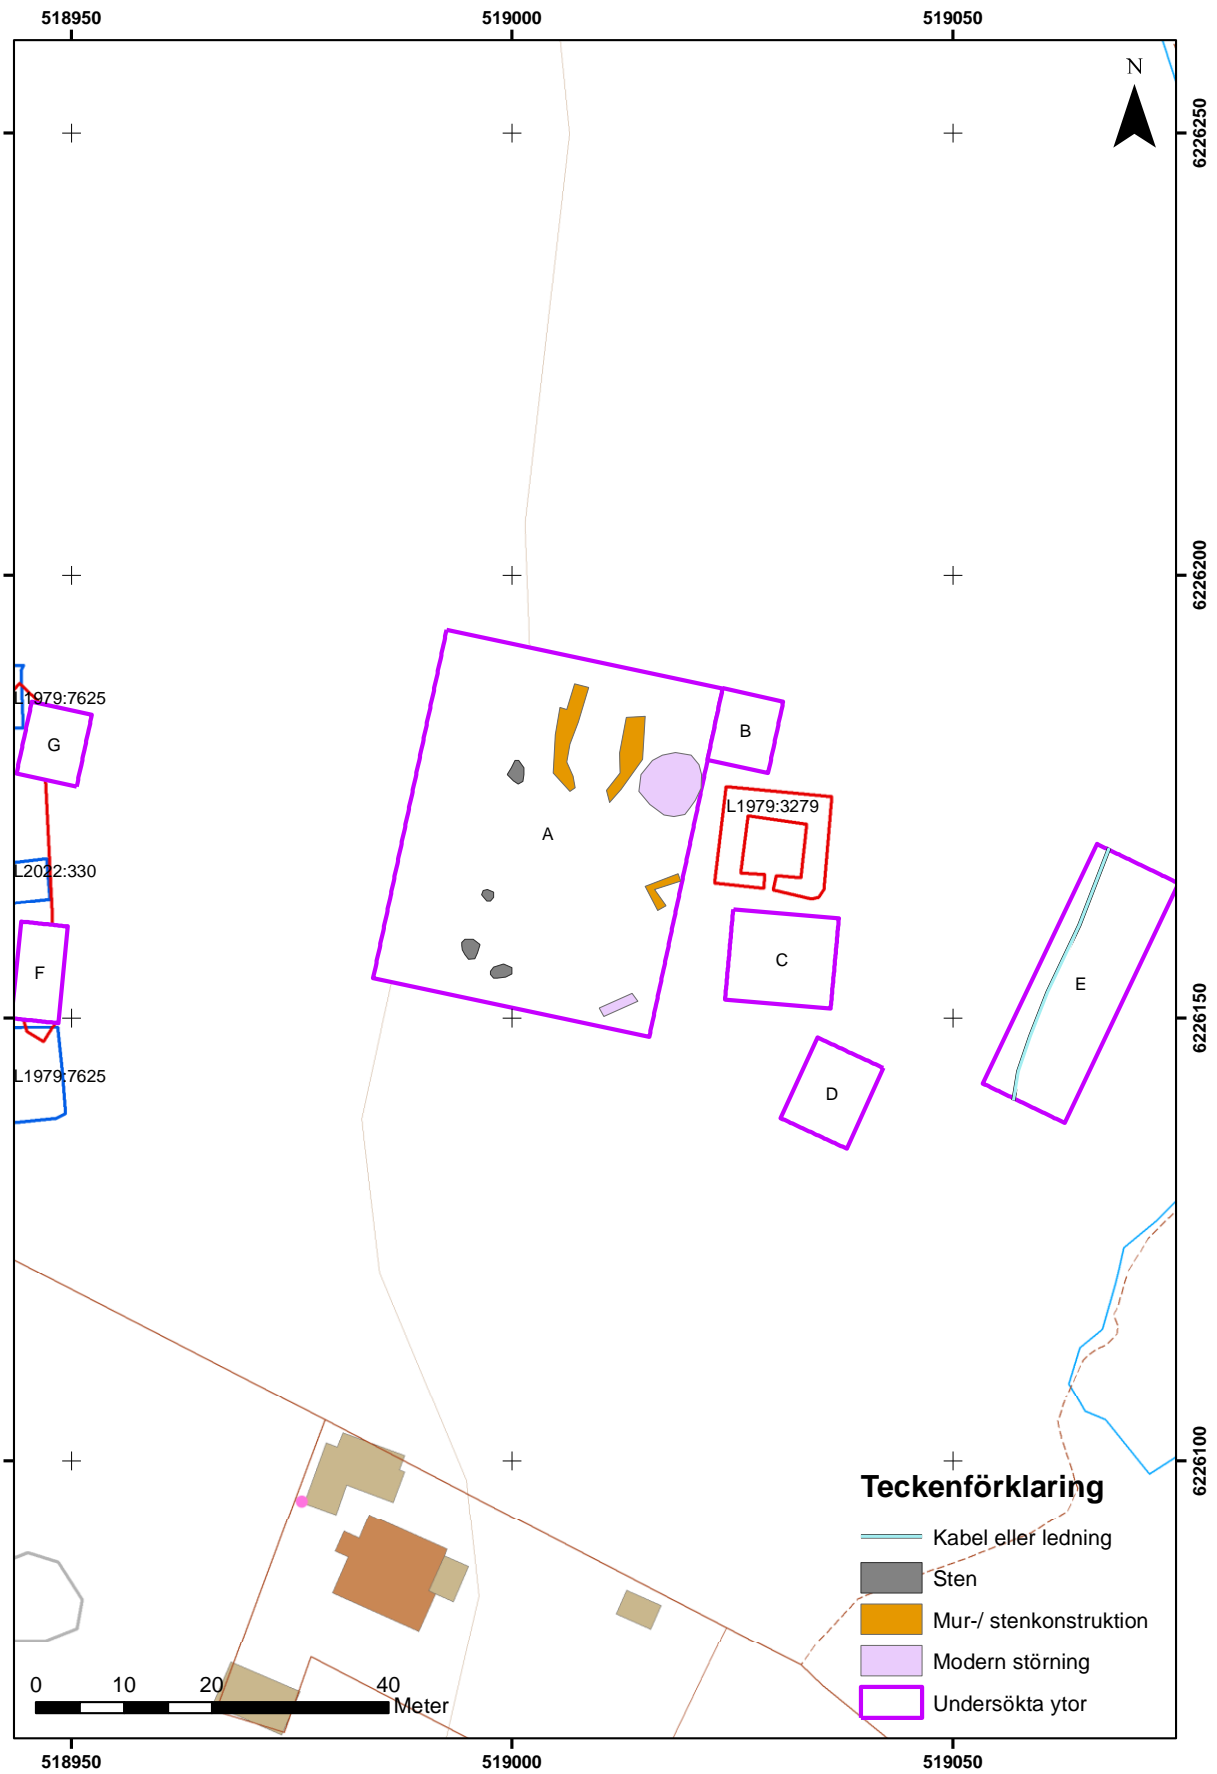 518950 519000 519050
N
6226250
6226200
L1979:7625
G
B
L1979:3279
A
L2022:330
C
F
E
6226150
L1979:7625
D
6226100
Teckenförklaring
Kabel eller ledning
Sten
Mur-/ stenkonstruktion
Modern störning
Undersökta ytor
0 10 20 40
Meter
518950 519000 519050